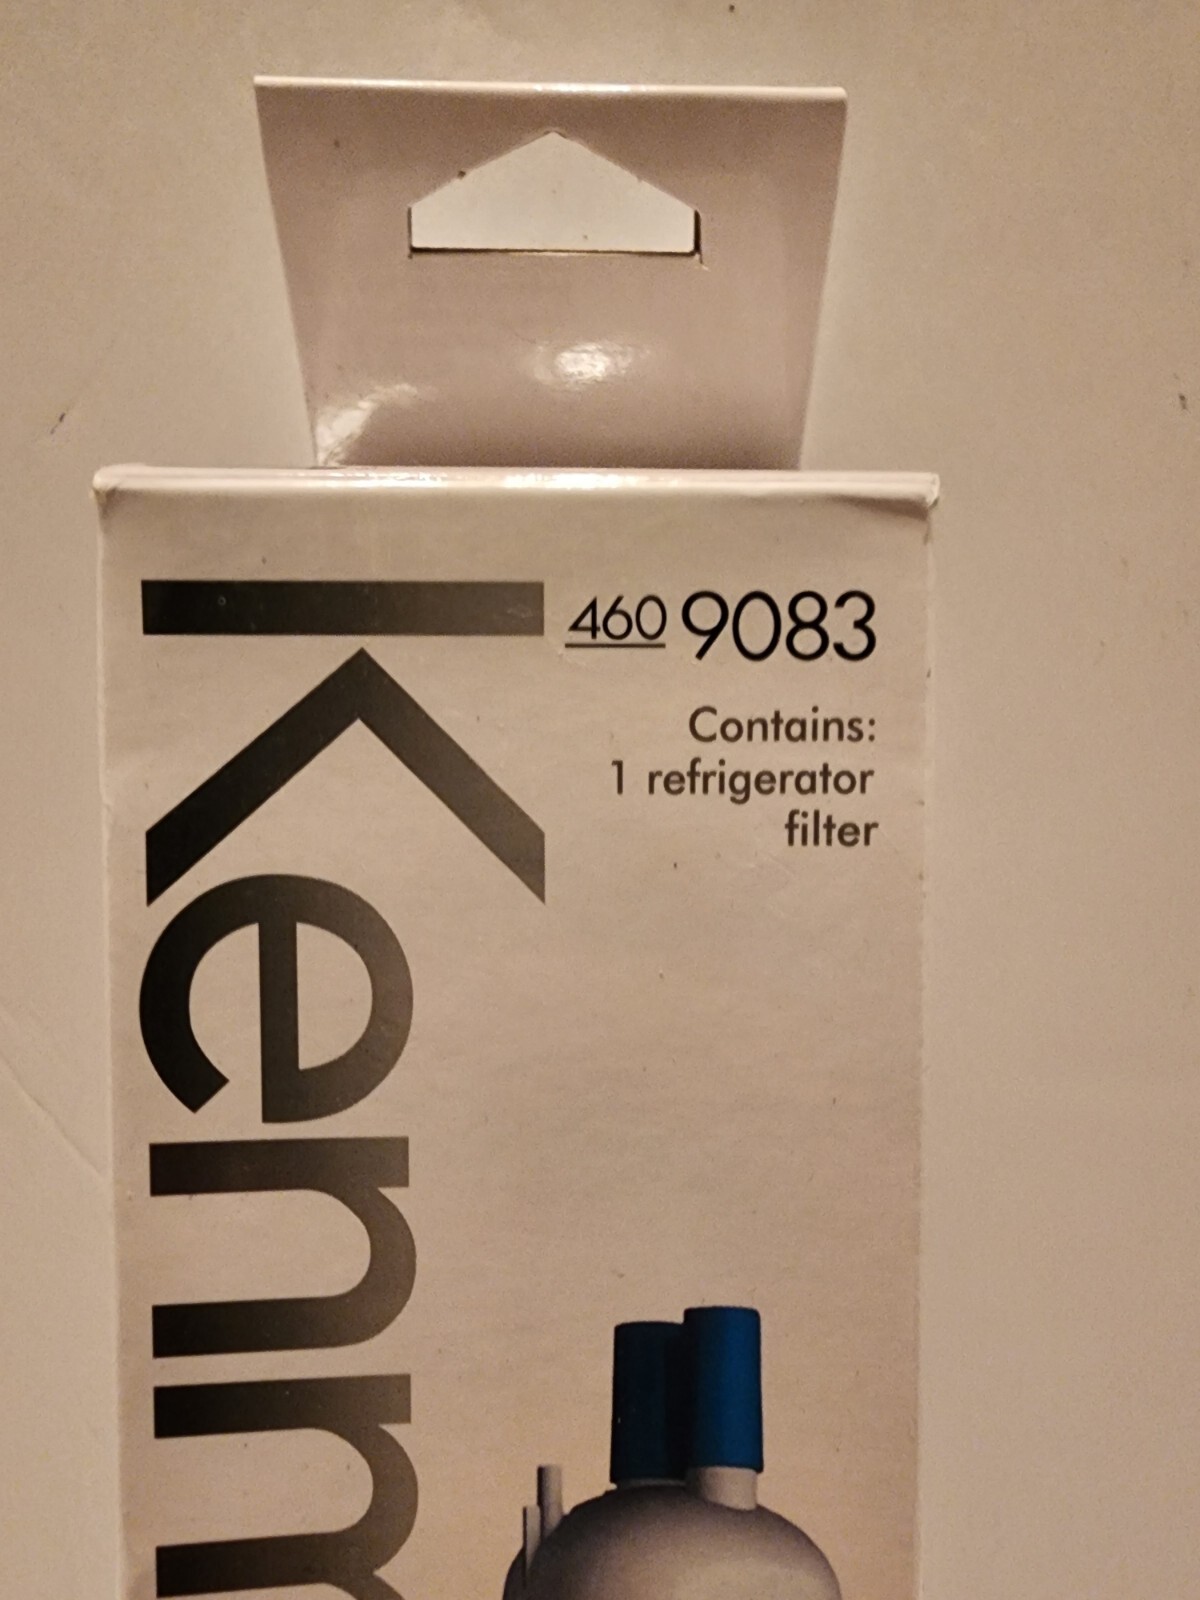 460 9083
Contains:
1 refrigerator
filter
Kenm